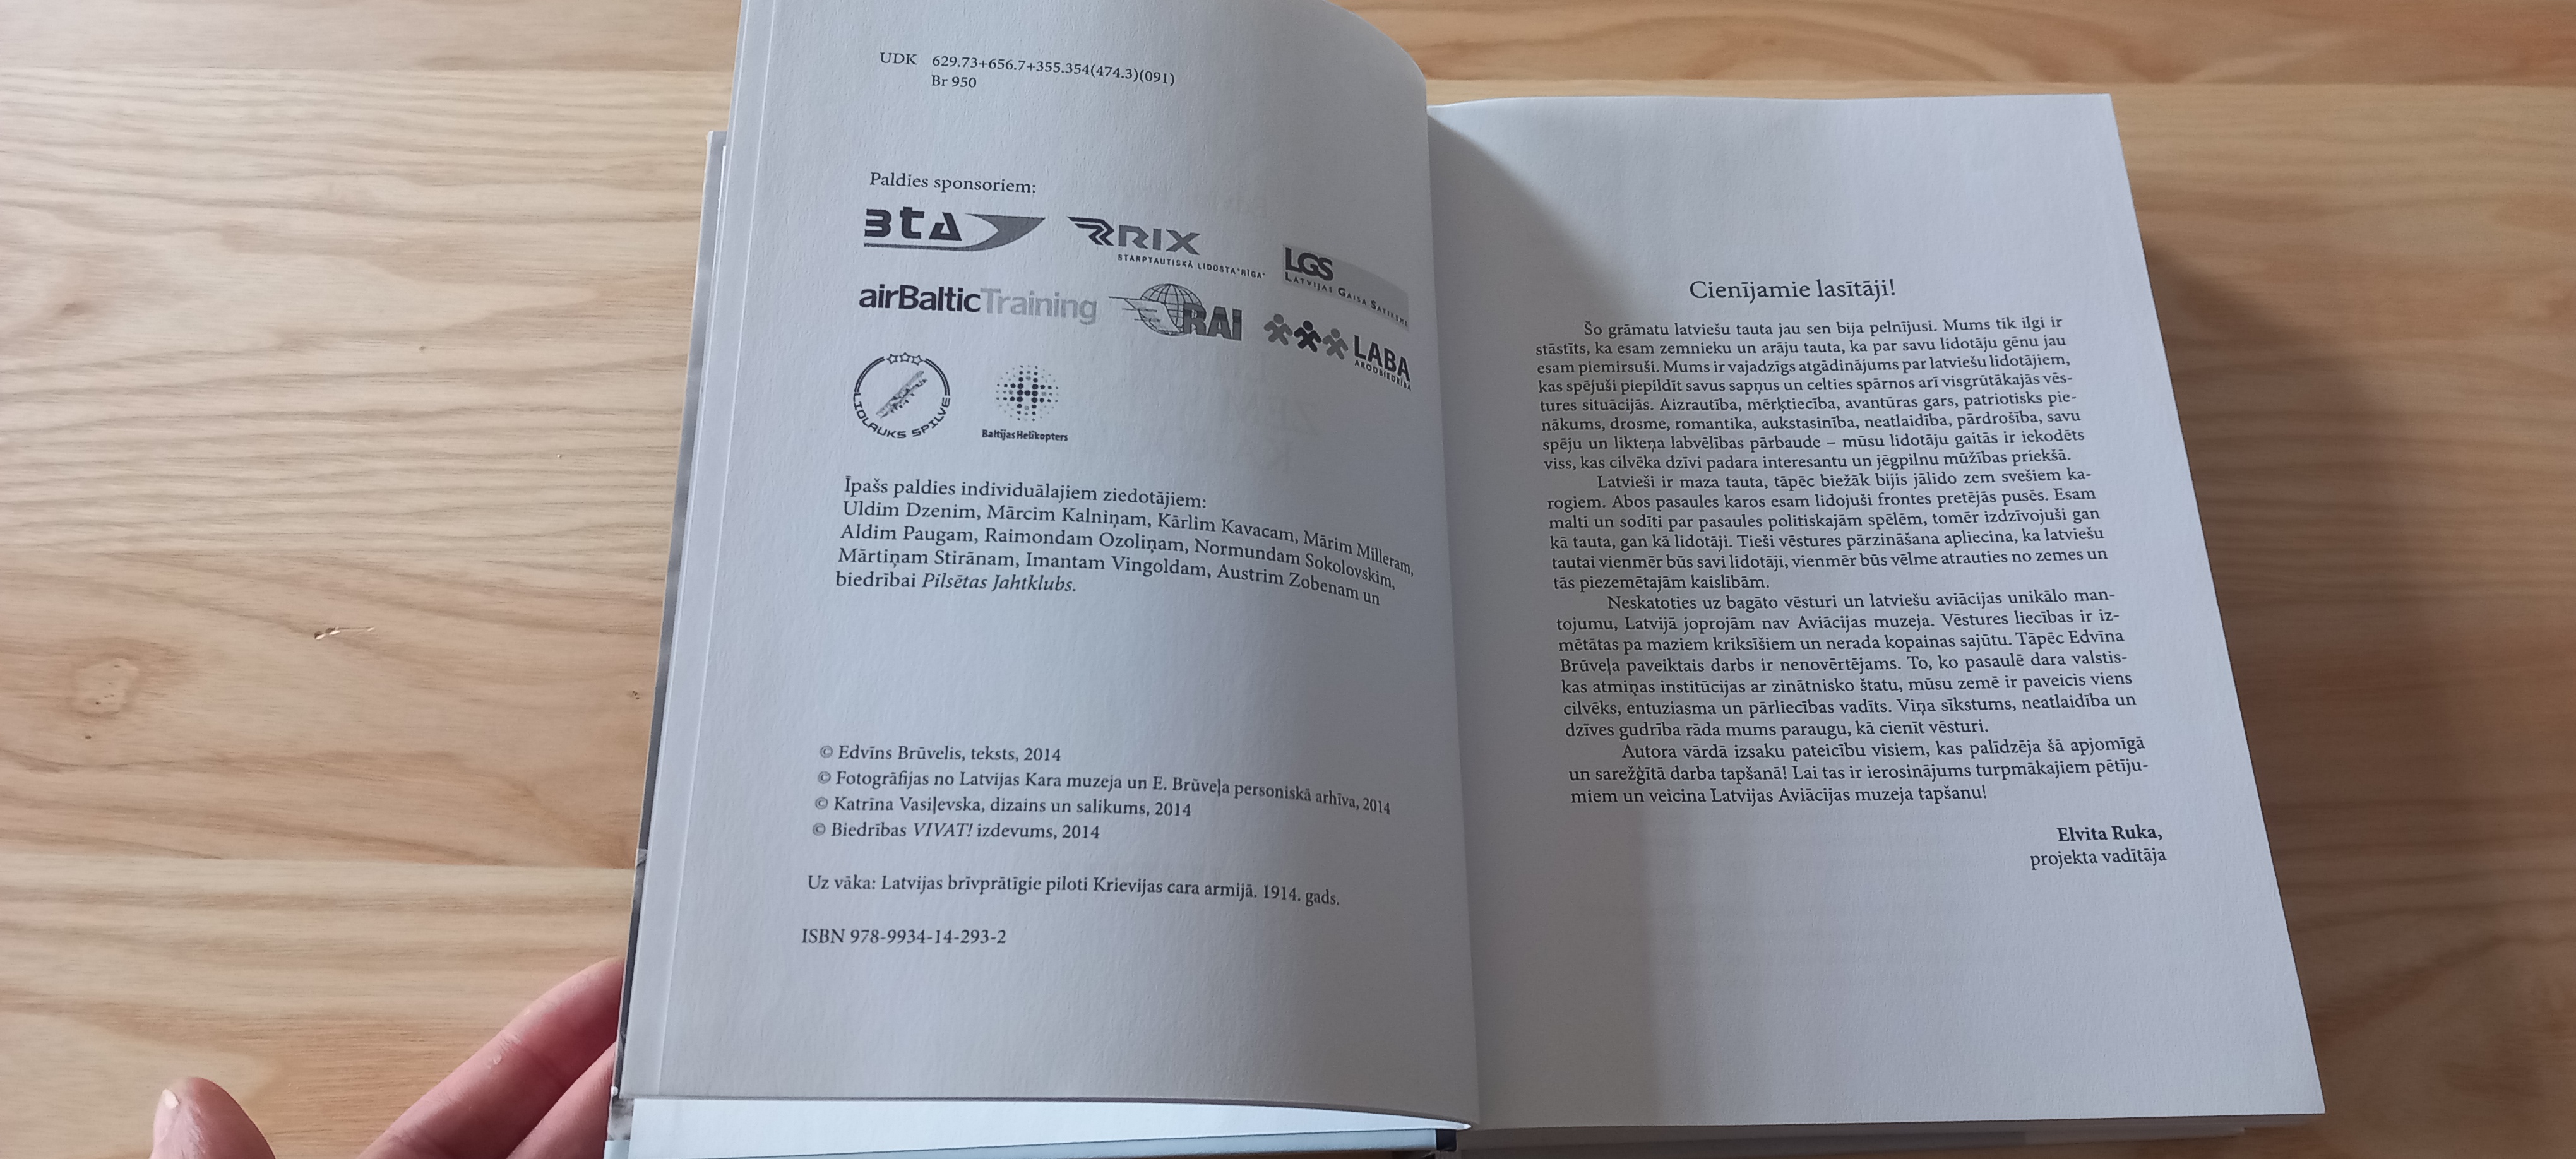 UDK 629.73+656.7+355.354(474.3)(091)
Br 950
Paldies sponsoriem:
BTA
RIX
STARPTAUTISKĀ LIDOSTA "RĪGA"
LGS
LATVIJAS GAISA SATIKSME
airBalticTraining
RAI
LABA
ARODBIEDRĪBA
LIDLAUKS SPILVE
Baltijas Helikopters
Īpašs paldies individuālajiem ziedotājiem:
Uldim Dzenim, Mārcim Kalniņam, Kārlim Kavacam, Mārim Milleram,
Aldim Paugam, Raimondam Ozoliņam, Normundam Sokolovskim,
Mārtiņam Stirānam, Imantam Vingoldam, Austrim Zobenam un
biedrībai Pilsētas Jahtklubs.
© Edvīns Brūvelis, teksts, 2014
© Fotogrāfijas no Latvijas Kara muzeja un E. Brūveļa personiskā arhīva, 2014
© Katrīna Vasiļevska, dizains un salikums, 2014
© Biedrības VIVAT! izdevums, 2014
Uz vāka: Latvijas brīvprātīgie piloti Krievijas cara armijā. 1914. gads.
ISBN 978-9934-14-293-2
Cienījamie lasītāji!
Šo grāmatu latviešu tauta jau sen bija pelnījusi. Mums tik ilgi ir
stāstīts, ka esam zemnieku un arāju tauta, ka par savu lidotāju gēnu jau
esam piemirsuši. Mums ir vajadzīgs atgādinājums par latviešu lidotājiem,
kas spējuši piepildīt savus sapņus un celties spārnos arī visgrūtākajās vēs-
tures situācijās. Aizrautība, mērķtiecība, avantūras gars, patriotisks pie-
nākums, drosme, romantika, aukstasinība, neatlaidība, pārdrošība, savu
spēju un likteņa labvēlības pārbaude – mūsu lidotāju gaitās ir iekodēts
viss, kas cilvēka dzīvi padara interesantu un jēgpilnu mūžības priekšā.
Latvieši ir maza tauta, tāpēc biežāk bijis jālido zem svešiem ka-
rogiem. Abos pasaules karos esam lidojuši frontes pretējās pusēs. Esam
malti un sodīti par pasaules politiskajām spēlēm, tomēr izdzīvojuši gan
kā tauta, gan kā lidotāji. Tieši vēstures pārzināšana apliecina, ka latviešu
tautai vienmēr būs savi lidotāji, vienmēr būs vēlme atrauties no zemes un
tās piezemētajām kaislībām.
Neskatoties uz bagāto vēsturi un latviešu aviācijas unikālo man-
tojumu, Latvijā joprojām nav Aviācijas muzeja. Vēstures liecības ir iz-
mētātas pa maziem kriksīšiem un nerada kopainas sajūtu. Tāpēc Edvīna
Brūveļa paveiktais darbs ir nenovērtējams. To, ko pasaulē dara valstis-
kas atmiņas institūcijas ar zinātnisko štatu, mūsu zemē ir paveicis viens
cilvēks, entuziasma un pārliecības vadīts. Viņa sīkstums, neatlaidība un
dzīves gudrība rāda mums paraugu, kā cienīt vēsturi.
Autora vārdā izsaku pateicību visiem, kas palīdzēja šā apjomīgā
un sarežģītā darba tapšanā! Lai tas ir ierosinājums turpmākajiem pētīju-
miem un veicina Latvijas Aviācijas muzeja tapšanu!
Elvita Ruka,
projekta vadītāja